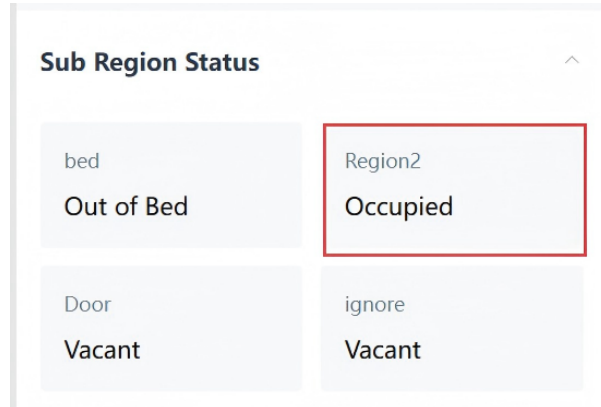 Sub Region Status
bed
Out of Bed
Region2
Occupied
Door
Vacant
ignore
Vacant